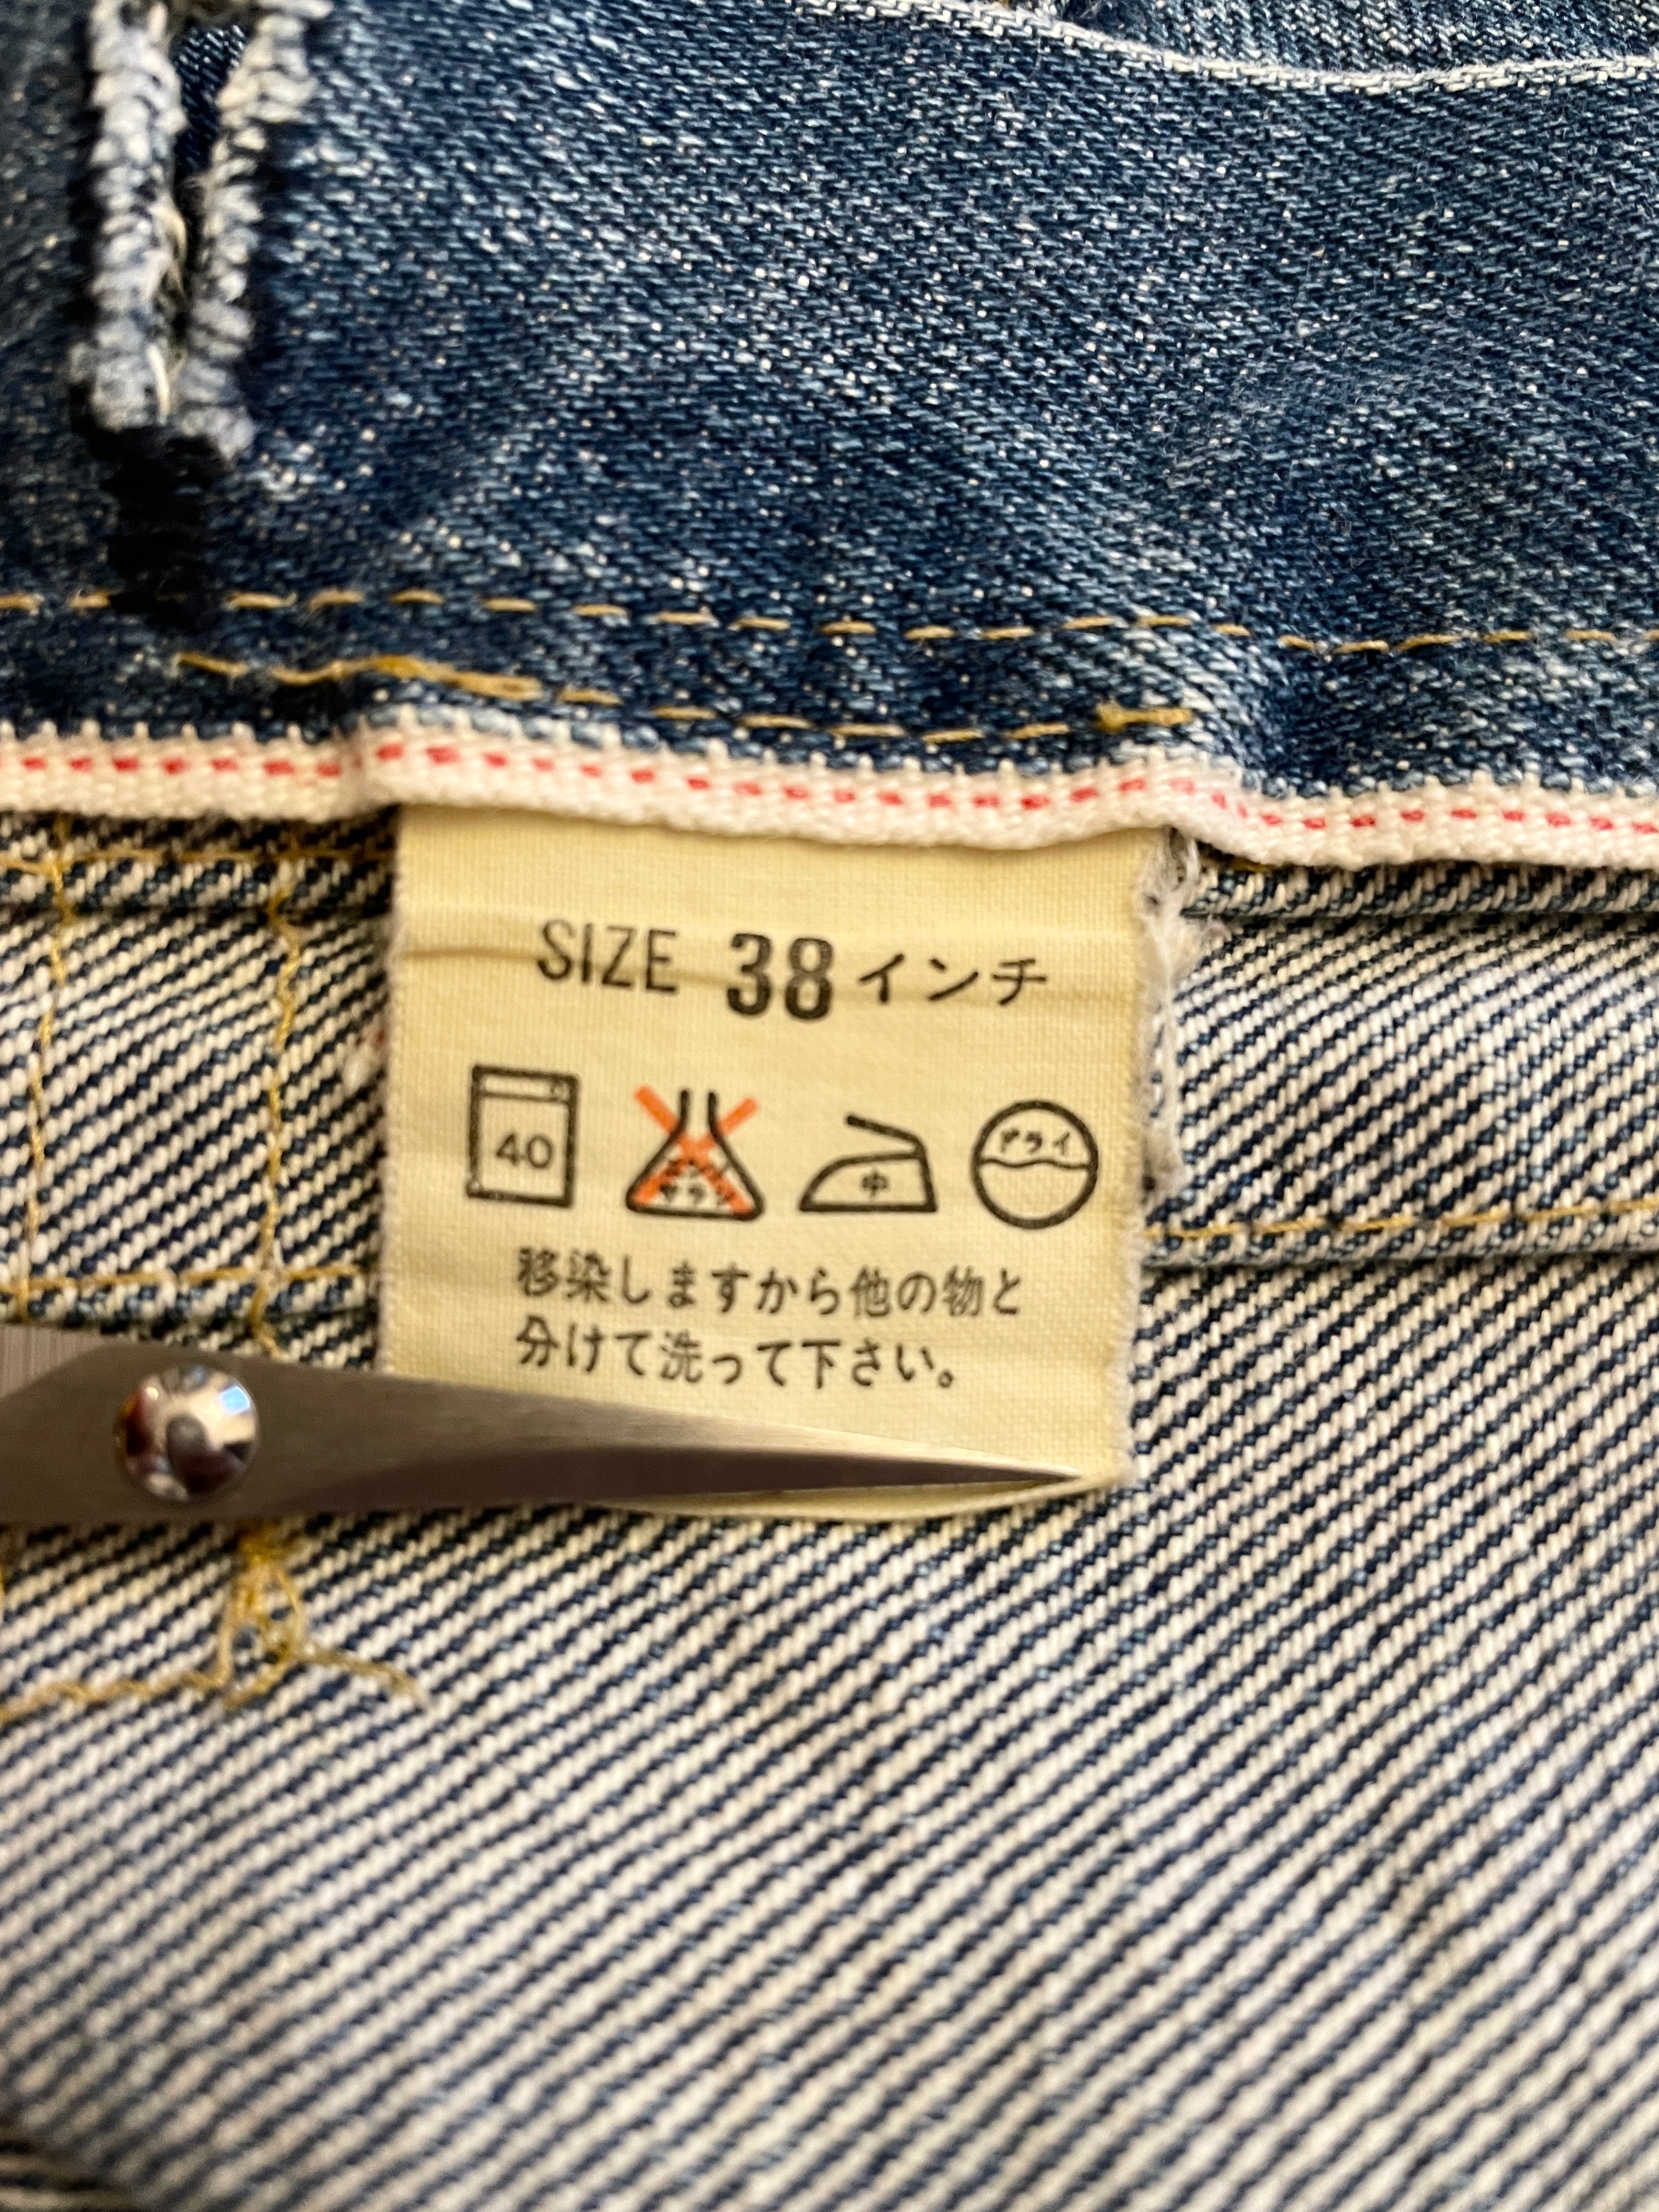 SIZE 38インチ
40
中
アライ
移染しますから他の物と
分けて洗って下さい。